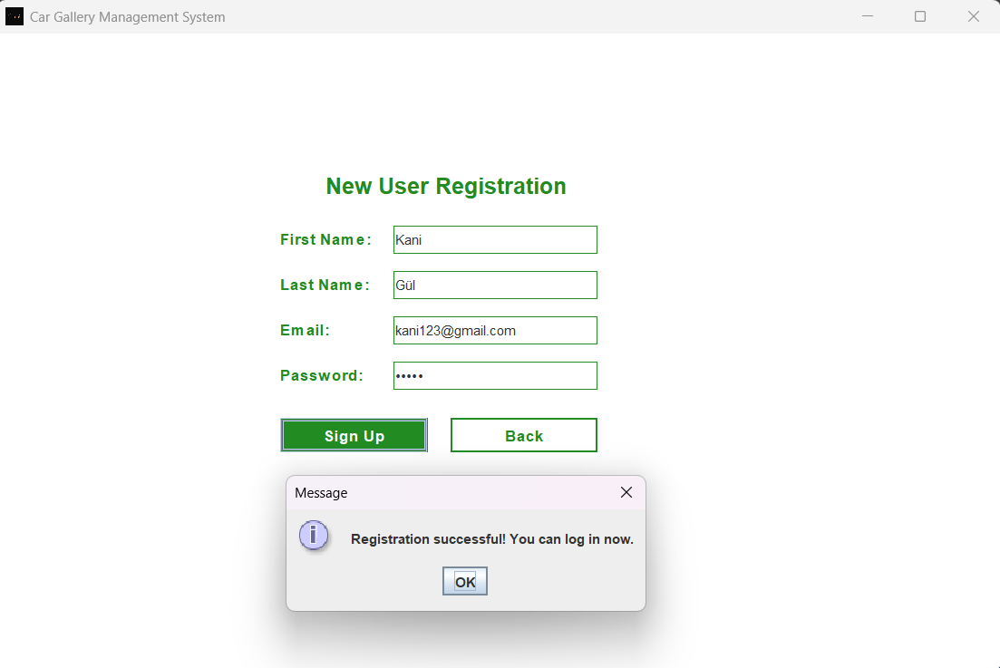 Car Gallery Management System
New User Registration
First Name: Kani
Last Name: Gül
Email: kani123@gmail.com
Password: •••••
Sign Up Back
Message
Registration successful! You can log in now.
OK